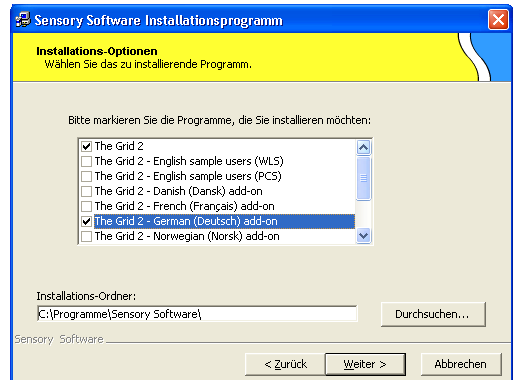 Sensory Software Installationsprogramm
Installations-Optionen
Wählen Sie das zu installierende Programm.
Bitte markieren Sie die Programme, die Sie installieren möchten:
The Grid 2
The Grid 2 - English sample users (WLS)
The Grid 2 - English sample users (PCS)
The Grid 2 - Danish (Dansk) add-on
The Grid 2 - French (Français) add-on
The Grid 2 - German (Deutsch) add-on
The Grid 2 - Norwegian (Norsk) add-on
Installations-Ordner:
C:\Programme\Sensory Software\
Durchsuchen...
Sensory Software
< Zurück
Weiter >
Abbrechen